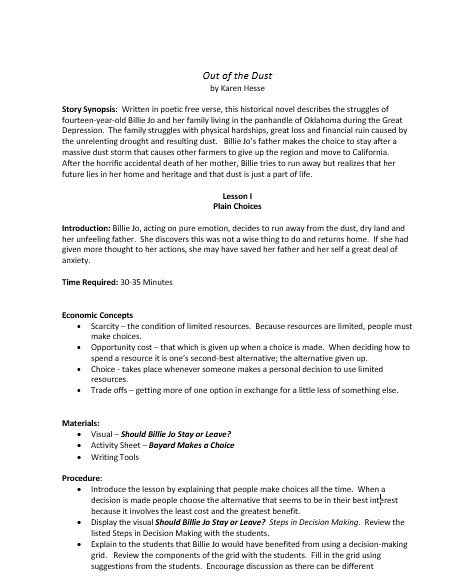 Out of the Dust
by Karen Hesse
Story Synopsis: Written in poetic free verse, this historical novel describes the struggles of
fourteen-year-old Billie Jo and her family living in the panhandle of Oklahoma during the Great
Depression. The family struggles with physical hardships, great loss and financial ruin caused by
the unrelenting drought and resulting dust. Billie Jo's father makes the choice to stay after a
massive dust storm that causes other farmers to give up the region and move to California.
After the horrific accidental death of her mother, Billie tries to run away but realizes that her
future lies in her home and heritage and that dust is just a part of life.
Lesson I
Plain Choices
Introduction: Billie Jo, acting on pure emotion, decides to run away from the dust, dry land and
her unfeeling father. She discovers this was not a wise thing to do and returns home. If she had
given more thought to her actions, she may have saved her father and her self a great deal of
anxiety.
Time Required: 30-35 Minutes
Economic Concepts
• Scarcity – the condition of limited resources. Because resources are limited, people must
make choices.
• Opportunity cost – that which is given up when a choice is made. When deciding how to
spend a resource it is one's second-best alternative; the alternative given up.
• Choice - takes place whenever someone makes a personal decision to use limited
resources.
• Trade offs – getting more of one option in exchange for a little less of something else.
Materials:
• Visual – Should Billie Jo Stay or Leave?
• Activity Sheet – Bayard Makes a Choice
• Writing Tools
Procedure:
• Introduce the lesson by explaining that people make choices all the time. When a
decision is made people choose the alternative that seems to be in their best interest
because it involves the least cost and the greatest benefit.
• Display the visual Should Billie Jo Stay or Leave? Steps in Decision Making. Review the
listed Steps in Decision Making with the students.
• Explain to the students that Billie Jo would have benefited from using a decision-making
grid. Review the components of the grid with the students. Fill in the grid using
suggestions from the students. Encourage discussion as there can be different